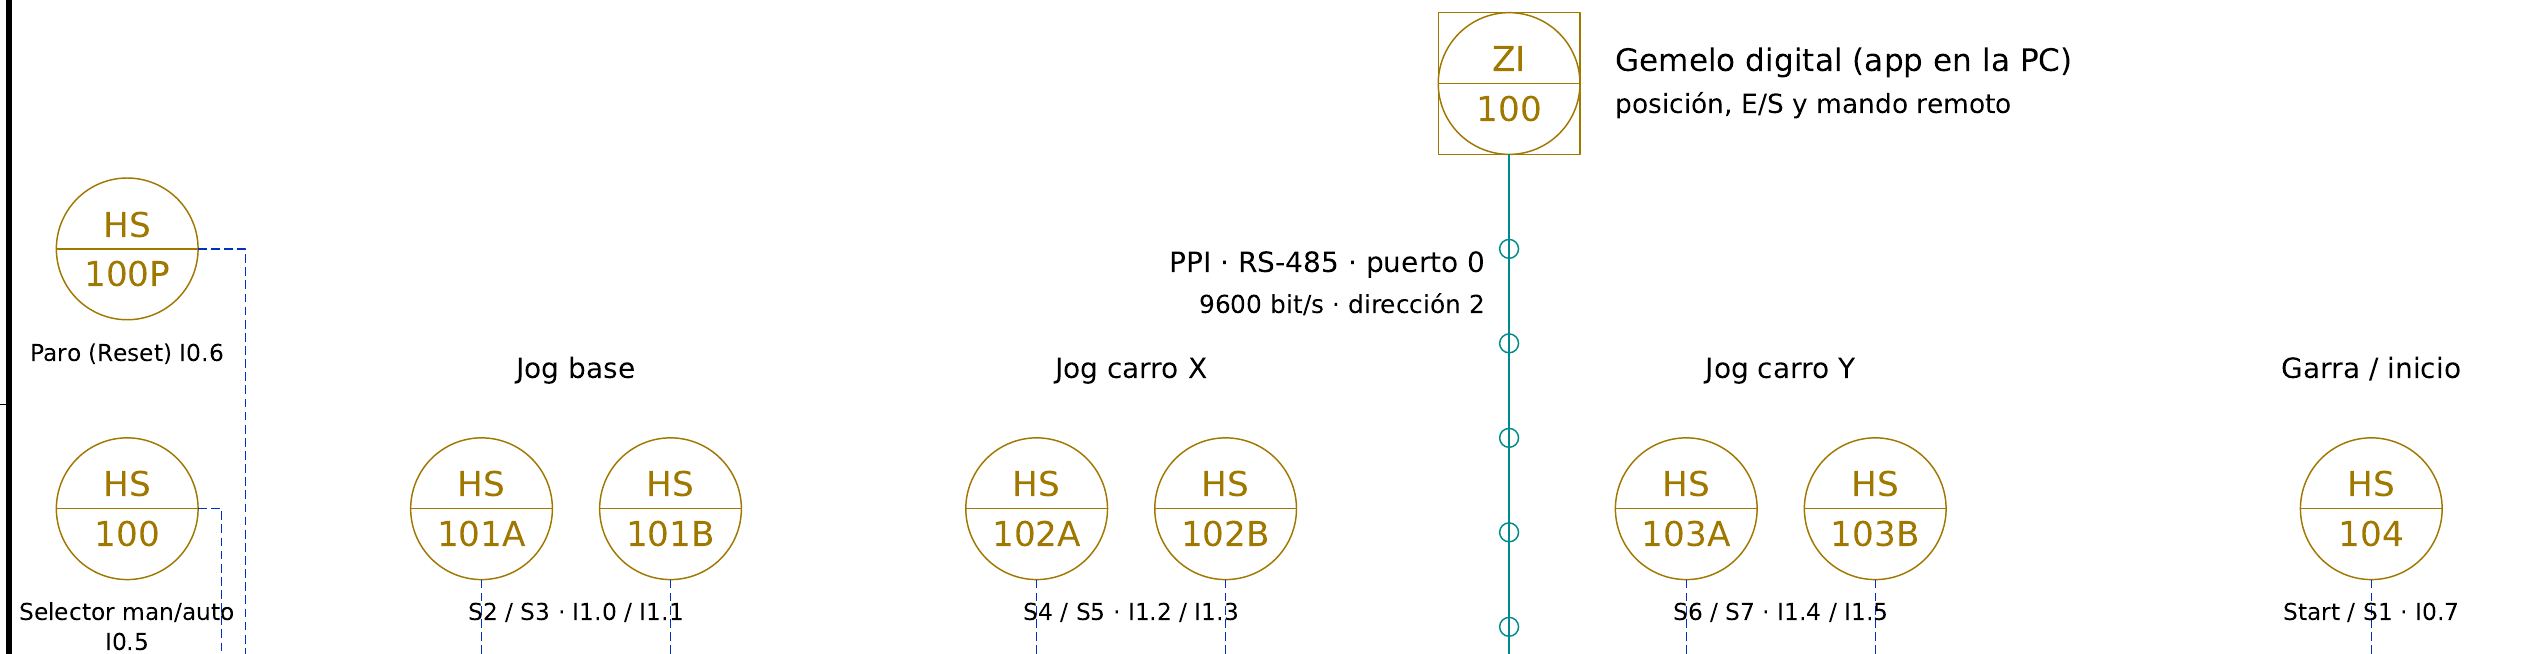 ZI
100
Gemelo digital (app en la PC)
posición, E/S y mando remoto
HS
100P
Paro (Reset) I0.6
PPI · RS-485 · puerto 0
9600 bit/s · dirección 2
Jog base
Jog carro X
Jog carro Y
Garra / inicio
HS
100
HS
101A
HS
101B
HS
102A
HS
102B
HS
103A
HS
103B
HS
104
Selector man/auto
I0.5
S2 / S3 · I1.0 / I1.1
S4 / S5 · I1.2 / I1.3
S6 / S7 · I1.4 / I1.5
Start / S1 · I0.7